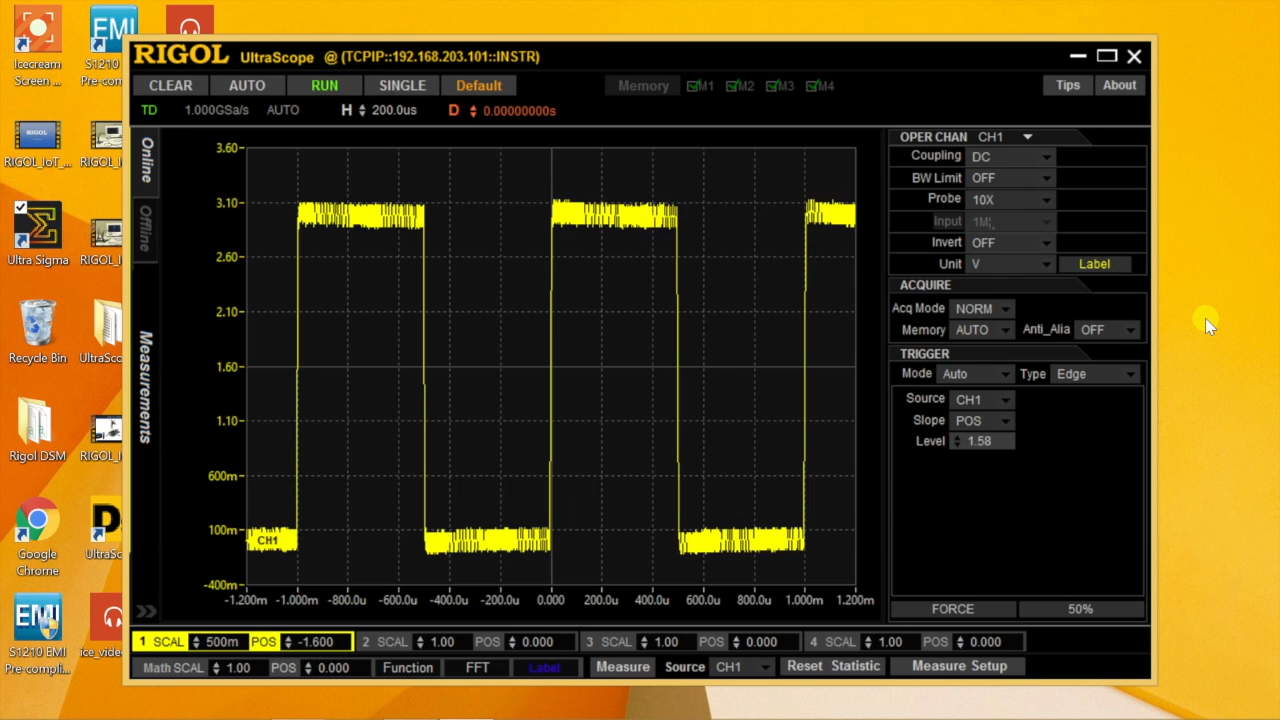 Icecream
Screen ...
EMI
S1210
Pre-com
RIGOL UltraScope @ (TCPIP::192.168.203.101::INSTR)
CLEAR AUTO RUN SINGLE Default Memory M1 M2 M3 M4 Tips About
TD 1.000GSa/s AUTO H 200.0us D 0.00000000s
RIGOL
RIGOL_IoT_...
RIGOL_I
Ultra Sigma
RIGOL_I
Recycle Bin
UltraSco
Rigol DSM
RIGOL_I
Google
Chrome
D
UltraSc
EMI
S1210 EMI
Pre-compli...
ice_video
Online
Offline
Measurements
3.60
3.10
2.60
2.10
1.60
1.10
600m
100m
-400m
CH1
-1.200m -1.000m -800.0u -600.0u -400.0u -200.0u 0.000 200.0u 400.0u 600.0u 800.0u 1.000m 1.200m
OPER CHAN CH1
Coupling DC
BW Limit OFF
Probe 10X
Input
Invert OFF
Unit V Label
ACQUIRE
Acq Mode NORM
Memory AUTO Anti_Alia OFF
TRIGGER
Mode Auto Type Edge
Source CH1
Slope POS
Level 1.58
FORCE 50%
1 SCAL 500m POS -1.600 2 SCAL 1.00 POS 0.000 3 SCAL 1.00 POS 0.000 4 SCAL 1.00 POS 0.000
Math SCAL 1.00 POS 0.000 Function FFT Label Measure Source CH1 Reset Statistic Measure Setup